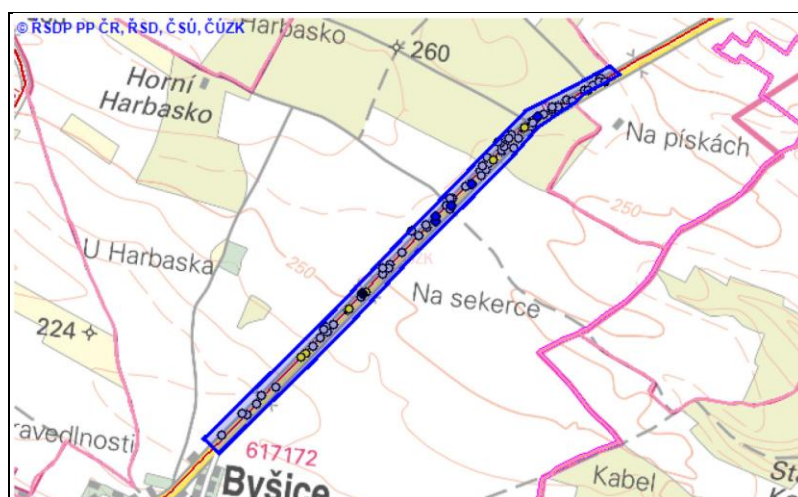 © ŘSDP PP ČR, ŘSD, ČSÚ, ČÚZK
Harbasko
260
Horní
Harbasko
Na pískách
250
U Harbaska
250
Na sekerce
224
ravedlnosti
617172
Byšice
Kabel